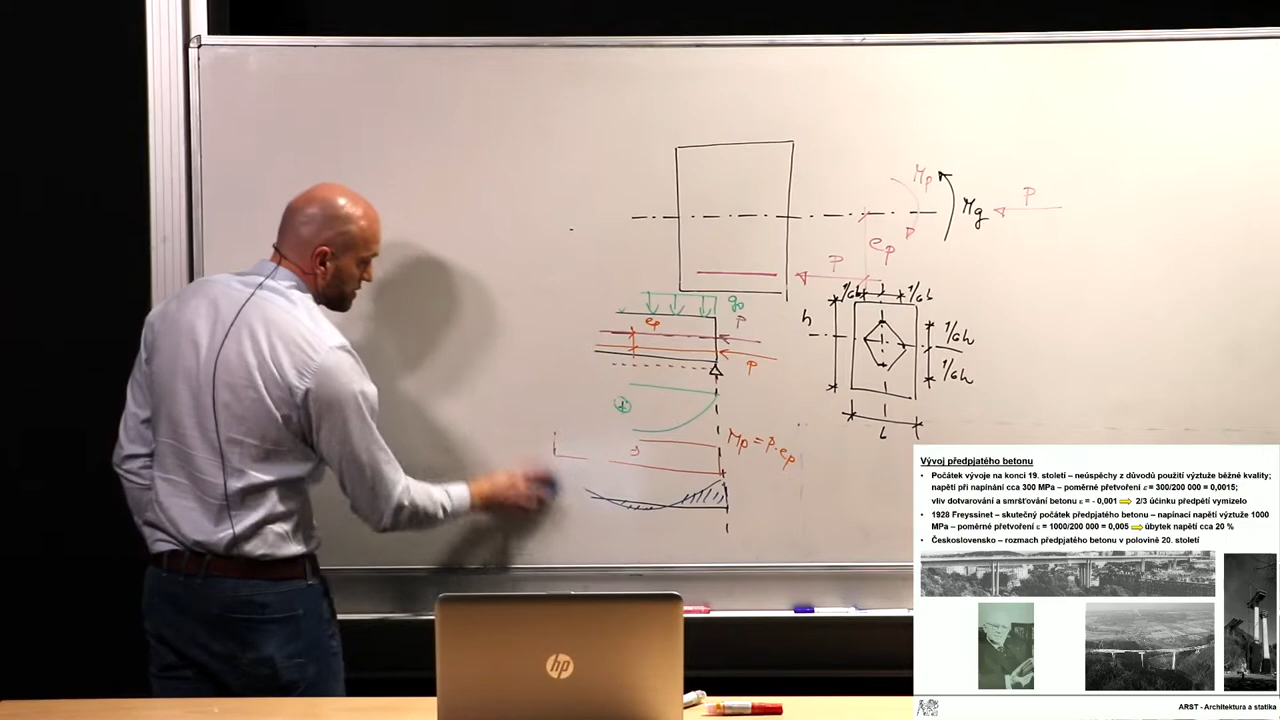 Mp
Mg
P
ep
P
1/6b
1/6b
h
1/6h
1/6h
g0
ep
P
P
Mp = P.ep
hp
Vývoj předpjatého betonu
• Počátek vývoje na konci 19. století – neúspěchy z důvodů použití výztuže běžné kvality;
napětí při napínání cca 300 MPa – poměrné přetvoření ε = 300/200 000 = 0,0015;
vliv dotvarování a smršťování betonu ε = - 0,001 ⇒ 2/3 účinku předpětí vymizelo
• 1928 Freyssinet – skutečný počátek předpjatého betonu – napínací napětí výztuže 1000
MPa – poměrné přetvoření ε = 1000/200 000 = 0,005 ⇒ úbytek napětí cca 20 %
• Československo – rozmach předpjatého betonu v polovině 20. století
ARST - Architektura a statika